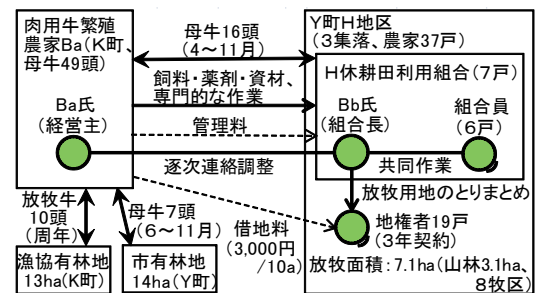 肉用牛繁殖
農家Ba（K町、
母牛49頭）
Ba氏
（経営主）
母牛16頭
（4～11月）
飼料・薬剤・資材、
専門的な作業
管理料
逐次連絡調整
Y町H地区
（3集落、農家37戸）
H休耕田利用組合（7戸）
Bb氏
（組合長）
組合員
（6戸）
共同作業
放牧用地のとりまとめ
地権者19戸
（3年契約）
放牧面積：7.1ha（山林3.1ha、
8牧区）
放牧牛
10頭
（周年）
母牛7頭
（6～11月）
借地料
（3,000円
/10a）
漁協有林地
13ha（K町）
市有林地
14ha（Y町）